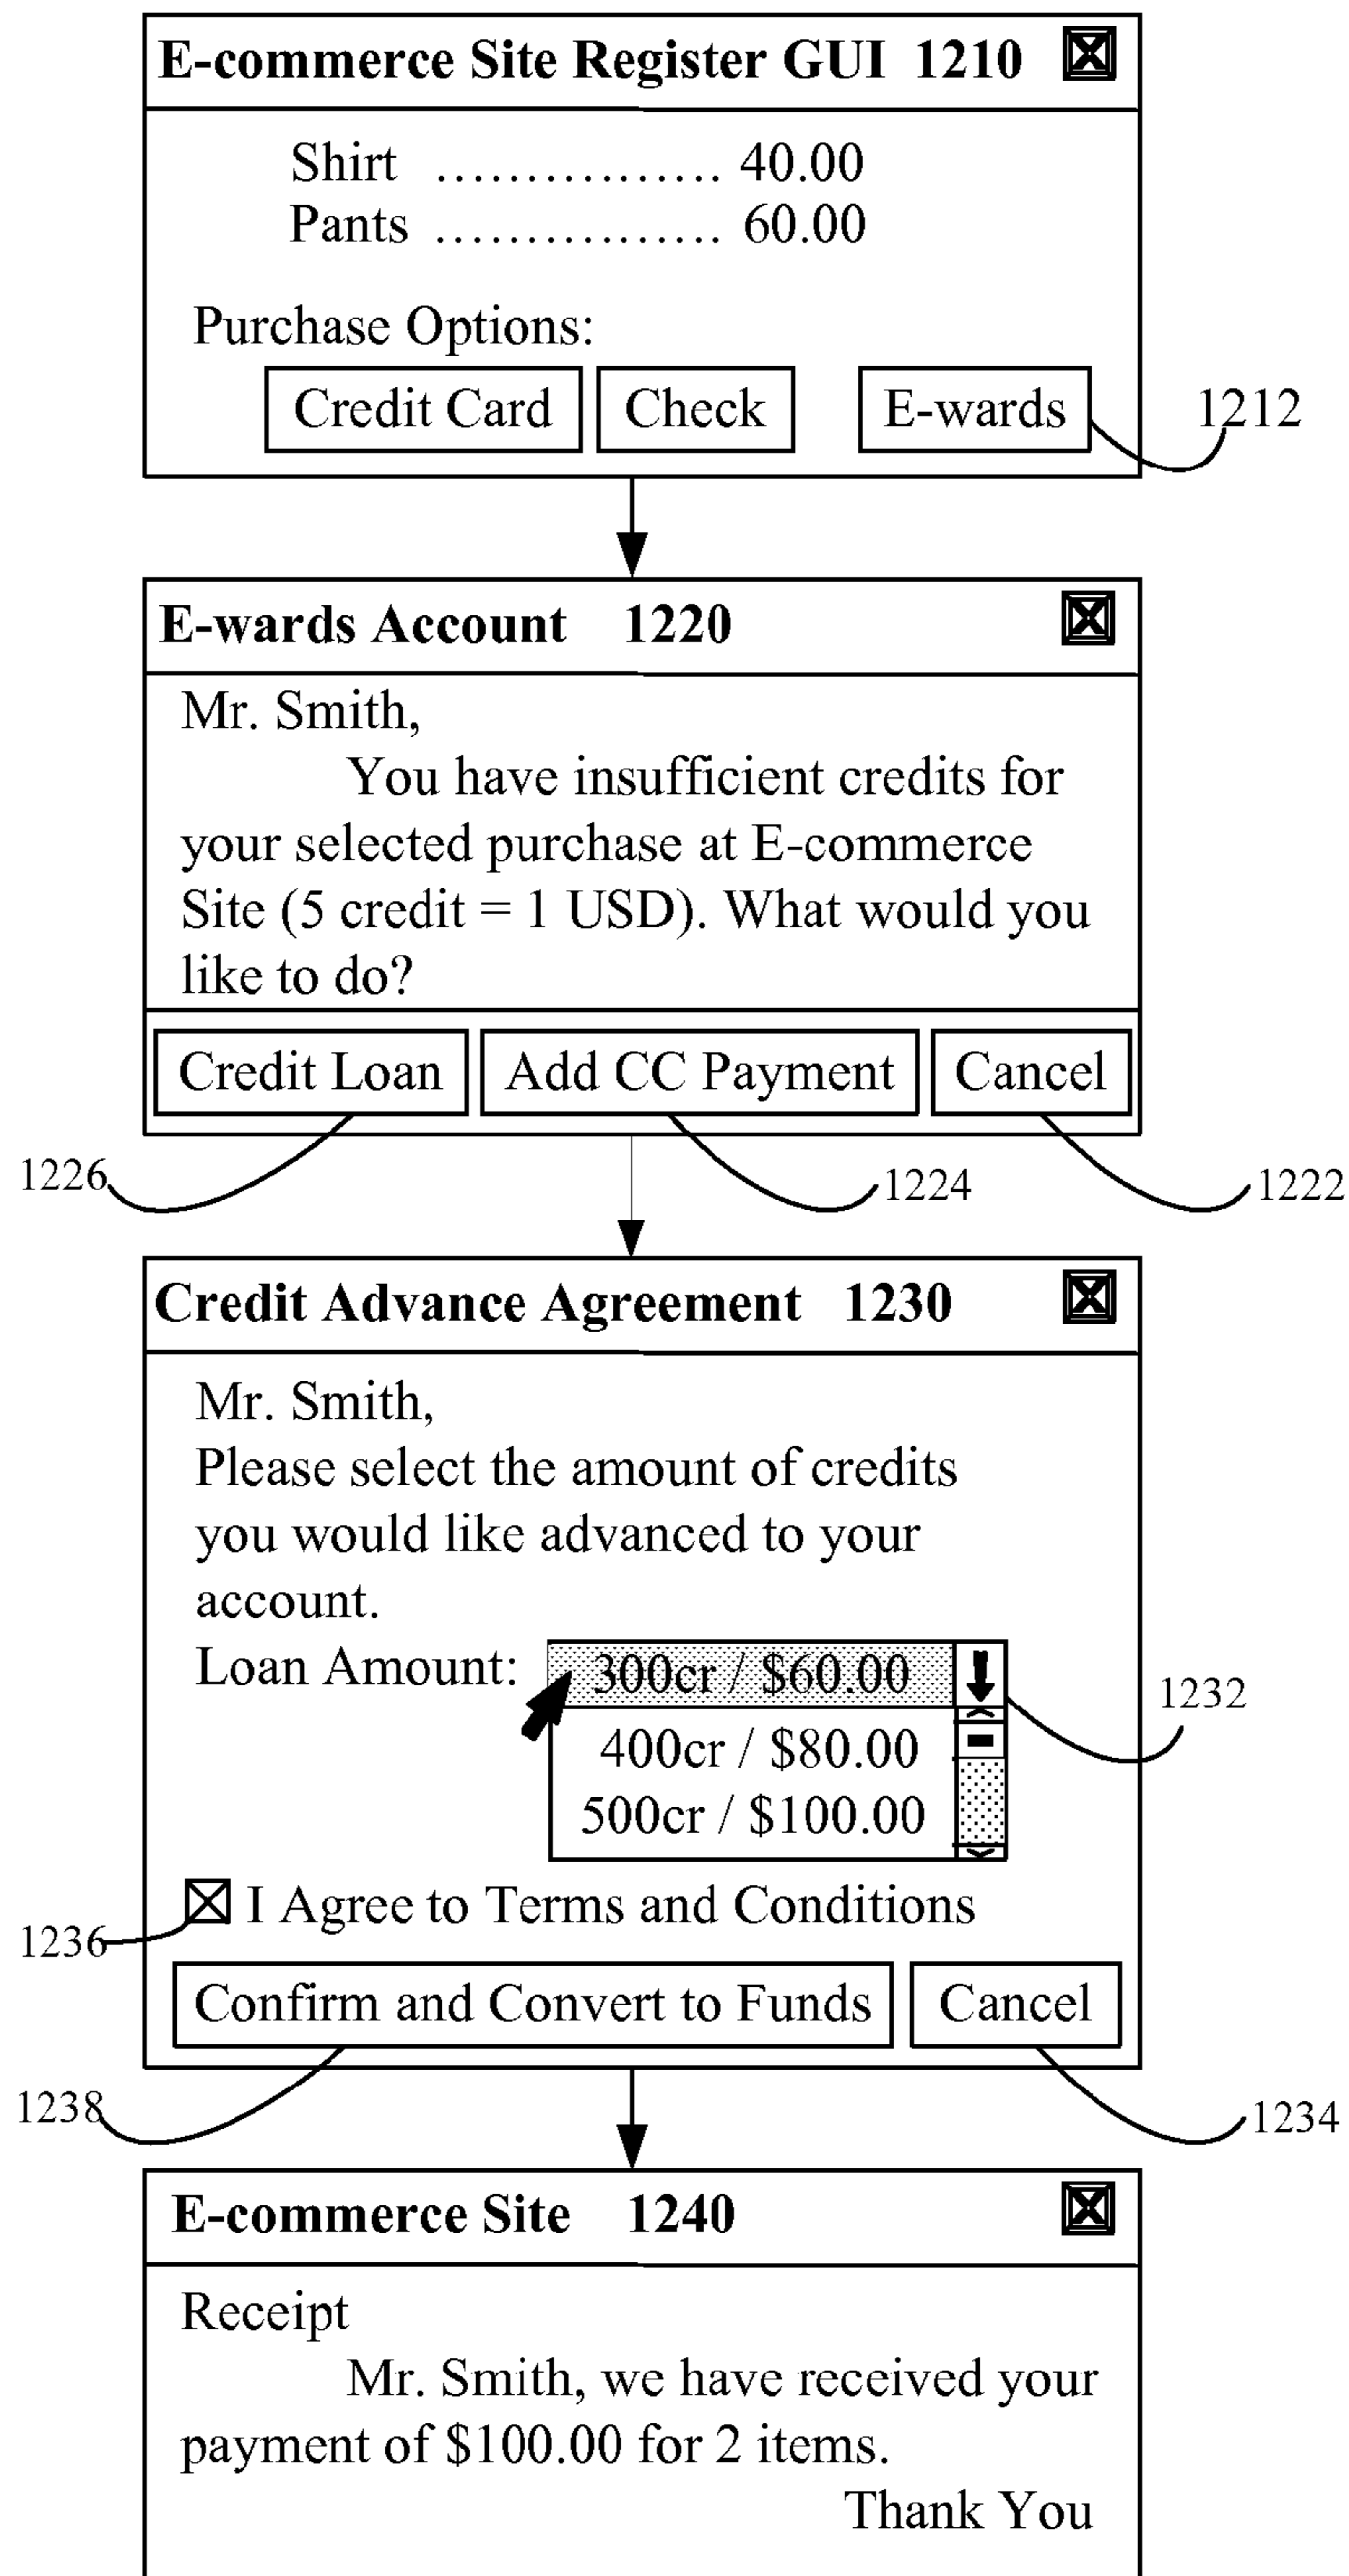 E-commerce Site Register GUI 1210
Shirt ................ 40.00
Pants ................ 60.00
Purchase Options:
Credit Card Check E-wards 1212
E-wards Account 1220
Mr. Smith,
You have insufficient credits for
your selected purchase at E-commerce
Site (5 credit = 1 USD). What would you
like to do?
Credit Loan Add CC Payment Cancel
1226 1224 1222
Credit Advance Agreement 1230
Mr. Smith,
Please select the amount of credits
you would like advanced to your
account.
Loan Amount: 300cr / $60.00
1232
400cr / $80.00
500cr / $100.00
I Agree to Terms and Conditions
1236
Confirm and Convert to Funds Cancel
1238 1234
E-commerce Site 1240
Receipt
Mr. Smith, we have received your
payment of $100.00 for 2 items.
Thank You